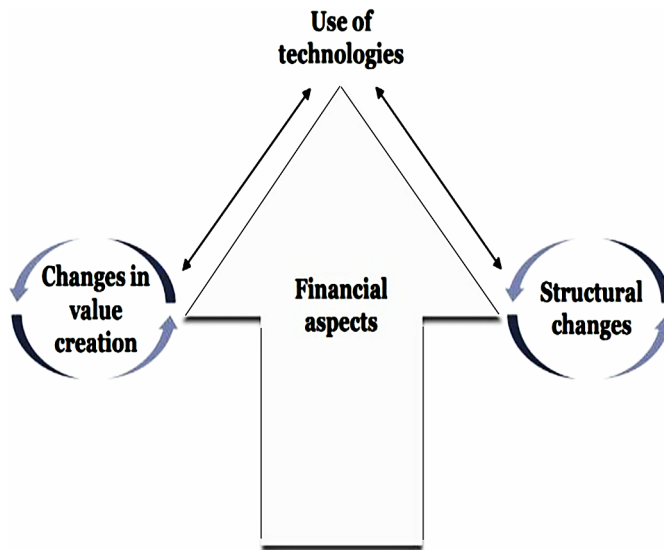 Use of
technologies
Changes in
value
creation
Financial
aspects
Structural
changes